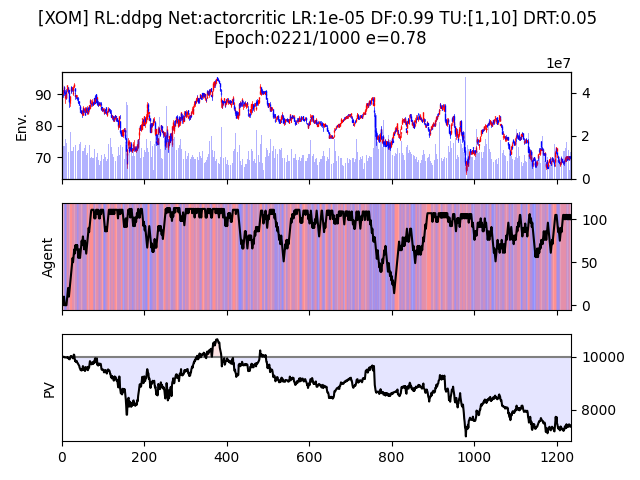 [XOM] RL:ddpg Net:actorcritic LR:1e-05 DF:0.99 TU:[1,10] DRT:0.05
Epoch:0221/1000 e=0.78
1e7
Env.
90
80
70
4
2
0
Agent
100
50
0
PV
10000
8000
0 200 400 600 800 1000 1200